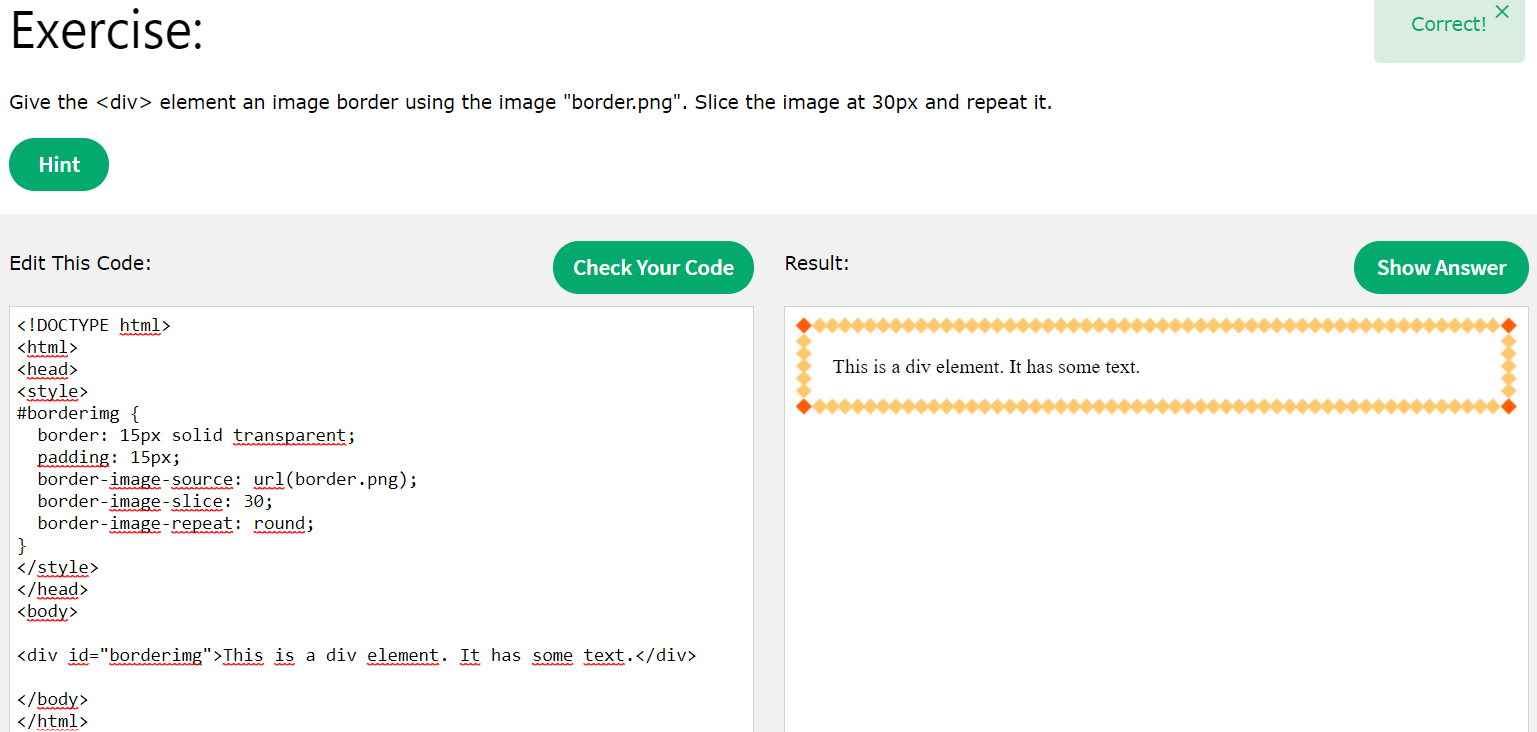 Exercise:
Correct!
×
Give the <div> element an image border using the image "border.png". Slice the image at 30px and repeat it.
Hint
Edit This Code:
Check Your Code
Result:
Show Answer
<!DOCTYPE html>
<html>
<head>
<style>
#borderimg {
  border: 15px solid transparent;
  padding: 15px;
  border-image-source: url(border.png);
  border-image-slice: 30;
  border-image-repeat: round;
}
</style>
</head>
<body>
<div id="borderimg">This is a div element. It has some text.</div>
</body>
</html>
This is a div element. It has some text.